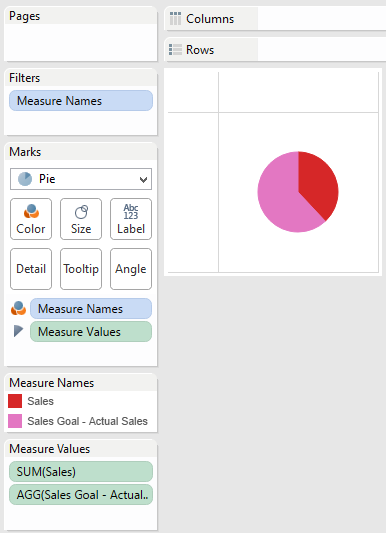 Pages
Columns
Rows
Filters
Measure Names
Marks
Pie
Abc
123
Color
Size
Label
Detail
Tooltip
Angle
Measure Names
Measure Values
Measure Names
Sales
Sales Goal - Actual Sales
Measure Values
SUM(Sales)
AGG(Sales Goal - Actual..